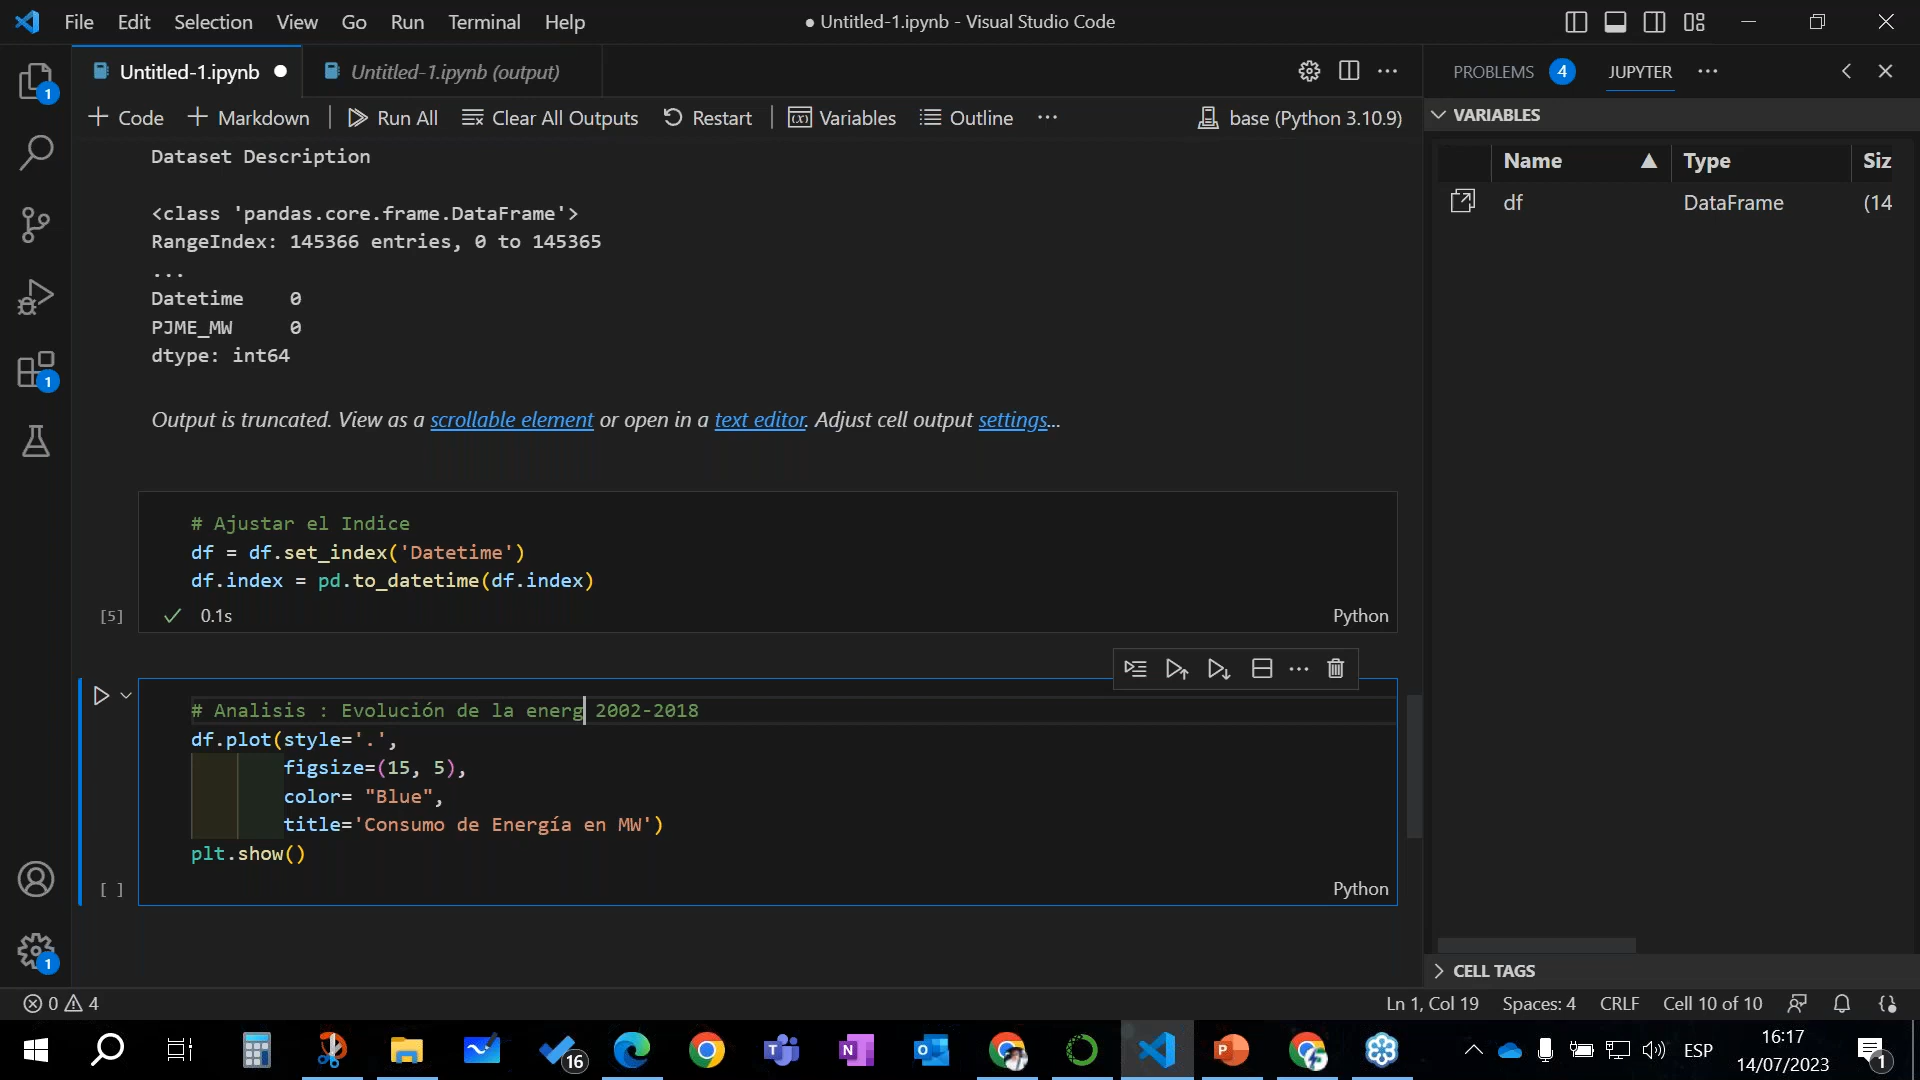 File Edit Selection View Go Run Terminal Help
● Untitled-1.ipynb - Visual Studio Code
Untitled-1.ipynb ●
Untitled-1.ipynb (output)
PROBLEMS 4 JUPYTER ...
+ Code + Markdown Run All Clear All Outputs Restart Variables Outline ...
base (Python 3.10.9)
VARIABLES
Name Type Siz
df DataFrame (14
Dataset Description
<class 'pandas.core.frame.DataFrame'>
RangeIndex: 145366 entries, 0 to 145365
...
Datetime 0
PJME_MW 0
dtype: int64
Output is truncated. View as a scrollable element or open in a text editor. Adjust cell output settings...
# Ajustar el Indice
df = df.set_index('Datetime')
df.index = pd.to_datetime(df.index)
[5] 0.1s Python
# Analisis : Evolución de la energ 2002-2018
df.plot(style='.',
figsize=(15, 5),
color= "Blue",
title='Consumo de Energía en MW')
plt.show()
[ ] Python
1
1
1
CELL TAGS
0 4
Ln 1, Col 19 Spaces: 4 CRLF Cell 10 of 10
16
ESP
16:17
14/07/2023
1